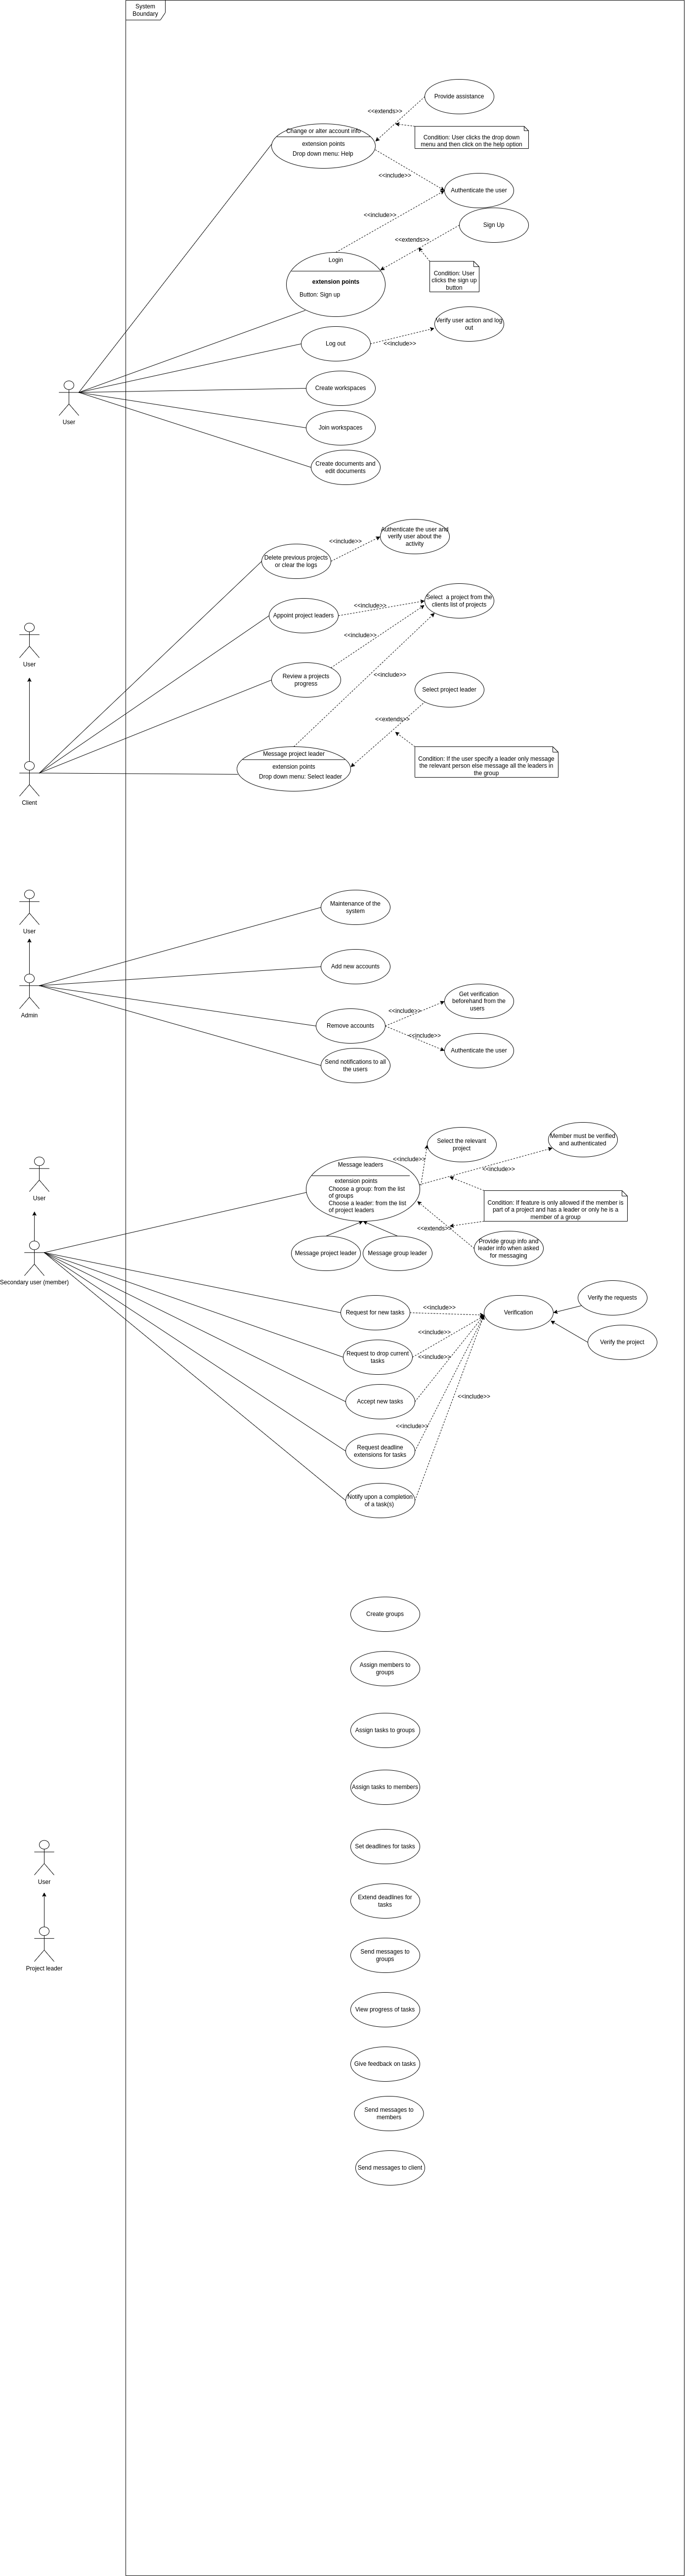 System
Boundary
Provide assistance
<<extends>>
Change or alter account info
extension points
Drop down menu: Help
Condition: User clicks the drop down
menu and then click on the help option
<<include>>
Authenticate the user
<<include>>
Sign Up
<<extends>>
Login
extension points
Button: Sign up
Condition: User
clicks the sign up
button
Verify user action and log
out
Log out
<<include>>
Create workspaces
User
Join workspaces
Create documents and
edit documents
Authenticate the user and
verify user about the
activity
<<include>>
Delete previous projects
or clear the logs
Select  a project from the
clients list of projects
<<include>>
Appoint project leaders
<<include>>
User
Review a projects
progress
<<include>>
Select project leader
<<extends>>
Message project leader
extension points
Drop down menu: Select leader
Condition: If the user specify a leader only message
the relevant person else message all the leaders in
the group
Client
Maintenance of the
system
User
Add new accounts
Get verification
beforehand from the
users
<<include>>
Admin
Remove accounts
<<include>>
Authenticate the user
Send notifications to all
the users
Member must be verified
and authenticated
Select the relevant
project
<<include>>
Message leaders
<<include>>
extension points
Choose a group: from the list
of groups
Choose a leader: from the list
of project leaders
User
Condition: If feature is only allowed if the member is
part of a project and has a leader or only he is a
member of a group
<<extends>>
Provide group info and
leader info when asked
for messaging
Message project leader
Message group leader
Secondary user (member)
Verify the requests
<<include>>
Request for new tasks
Verification
<<include>>
Verify the project
Request to drop current
tasks
<<include>>
<<include>>
Accept new tasks
<<include>>
Request deadline
extensions for tasks
Notify upon a completion
of a task(s)
Create groups
Assign members to
groups
Assign tasks to groups
Assign tasks to members
Set deadlines for tasks
User
Extend deadlines for
tasks
Send messages to
groups
Project leader
View progress of tasks
Give feedback on tasks
Send messages to
members
Send messages to client